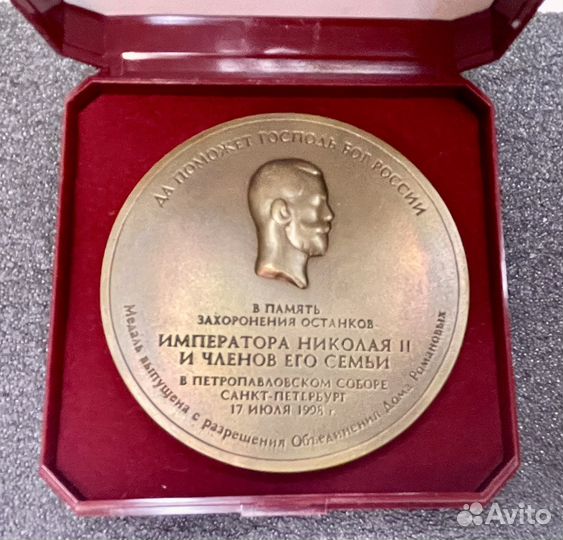 ДА ПОМОЖЕТ ГОСПОДЬ БОГ РОССИИ
В ПАМЯТЬ
ЗАХОРОНЕНИЯ ОСТАНКОВ
ИМПЕРАТОРА НИКОЛАЯ II
И ЧЛЕНОВ ЕГО СЕМЬИ
В ПЕТРОПАВЛОВСКОМ СОБОРЕ
САНКТ-ПЕТЕРБУРГ
17 ИЮЛЯ 1998 г.
Медаль выпущена с разрешения Объединения Дома Романовых
Avito